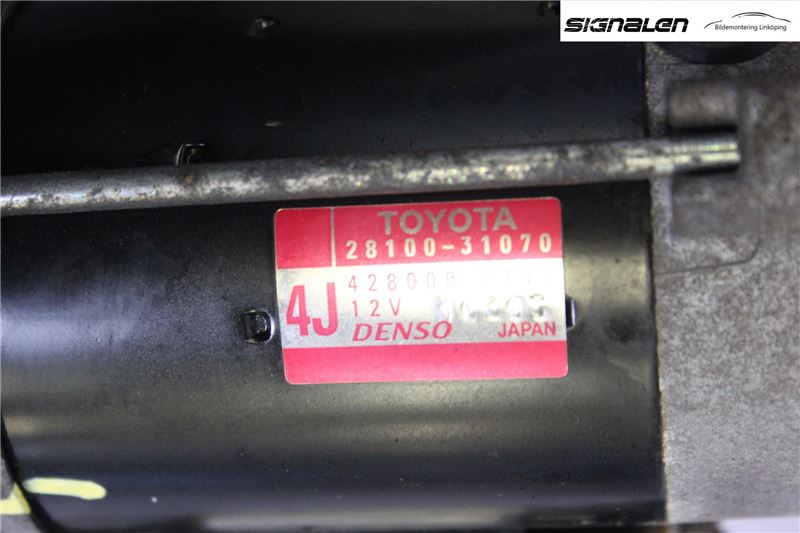 SIGNALEN
Bildemontering Linköping
TOYOTA
28100-31070
4J
12V
DENSO JAPAN